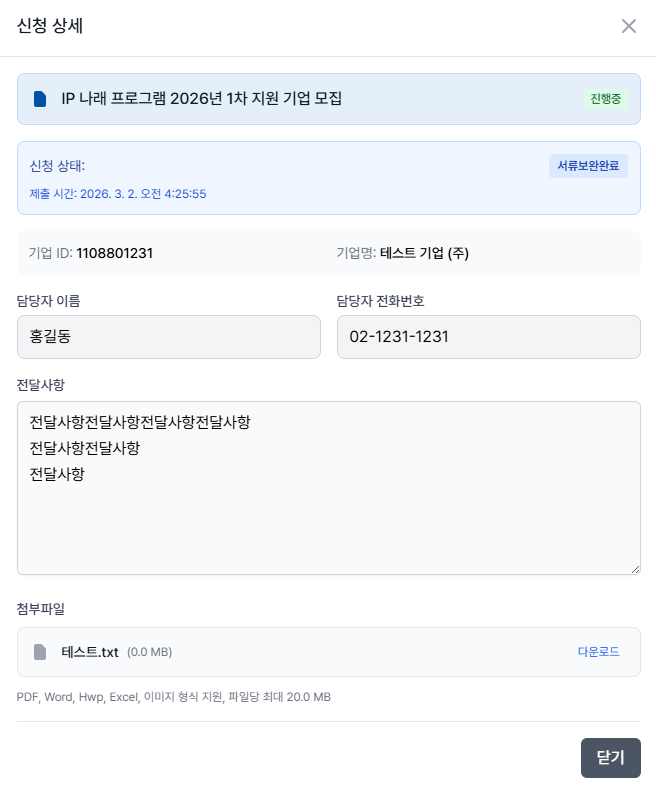 신청 상세
IP 나래 프로그램 2026년 1차 지원 기업 모집
진행중
신청 상태:
서류보완완료
제출 시간: 2026. 3. 2. 오전 4:25:55
기업 ID: 1108801231
기업명: 테스트 기업 (주)
담당자 이름
담당자 전화번호
홍길동
02-1231-1231
전달사항
전달사항전달사항전달사항전달사항
전달사항전달사항
전달사항
첨부파일
테스트.txt (0.0 MB)
다운로드
PDF, Word, Hwp, Excel, 이미지 형식 지원, 파일당 최대 20.0 MB
닫기